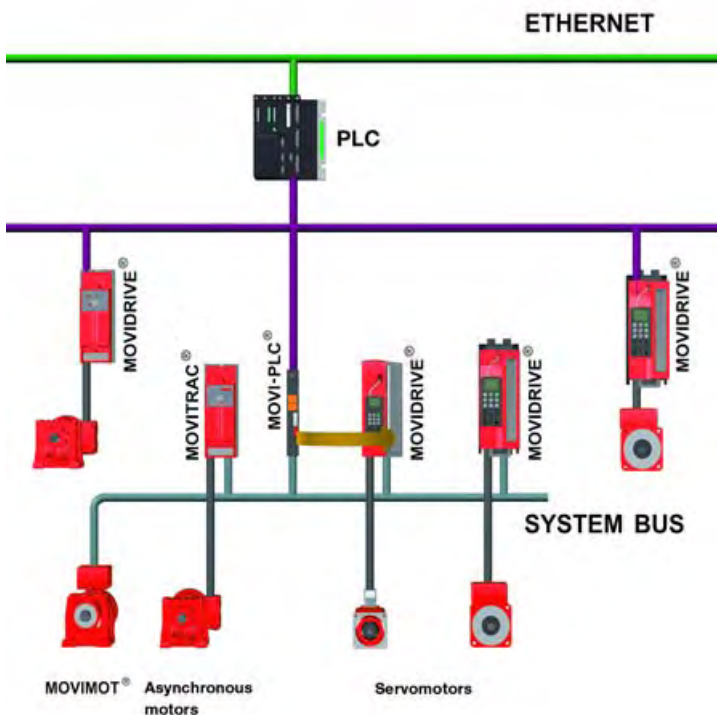 ETHERNET
PLC
MOVIDRIVE®
MOVITRAC®
MOVI-PLC®
MOVIDRIVE®
MOVIDRIVE®
MOVIDRIVE®
SYSTEM BUS
MOVIMOT®
Asynchronous
motors
Servomotors